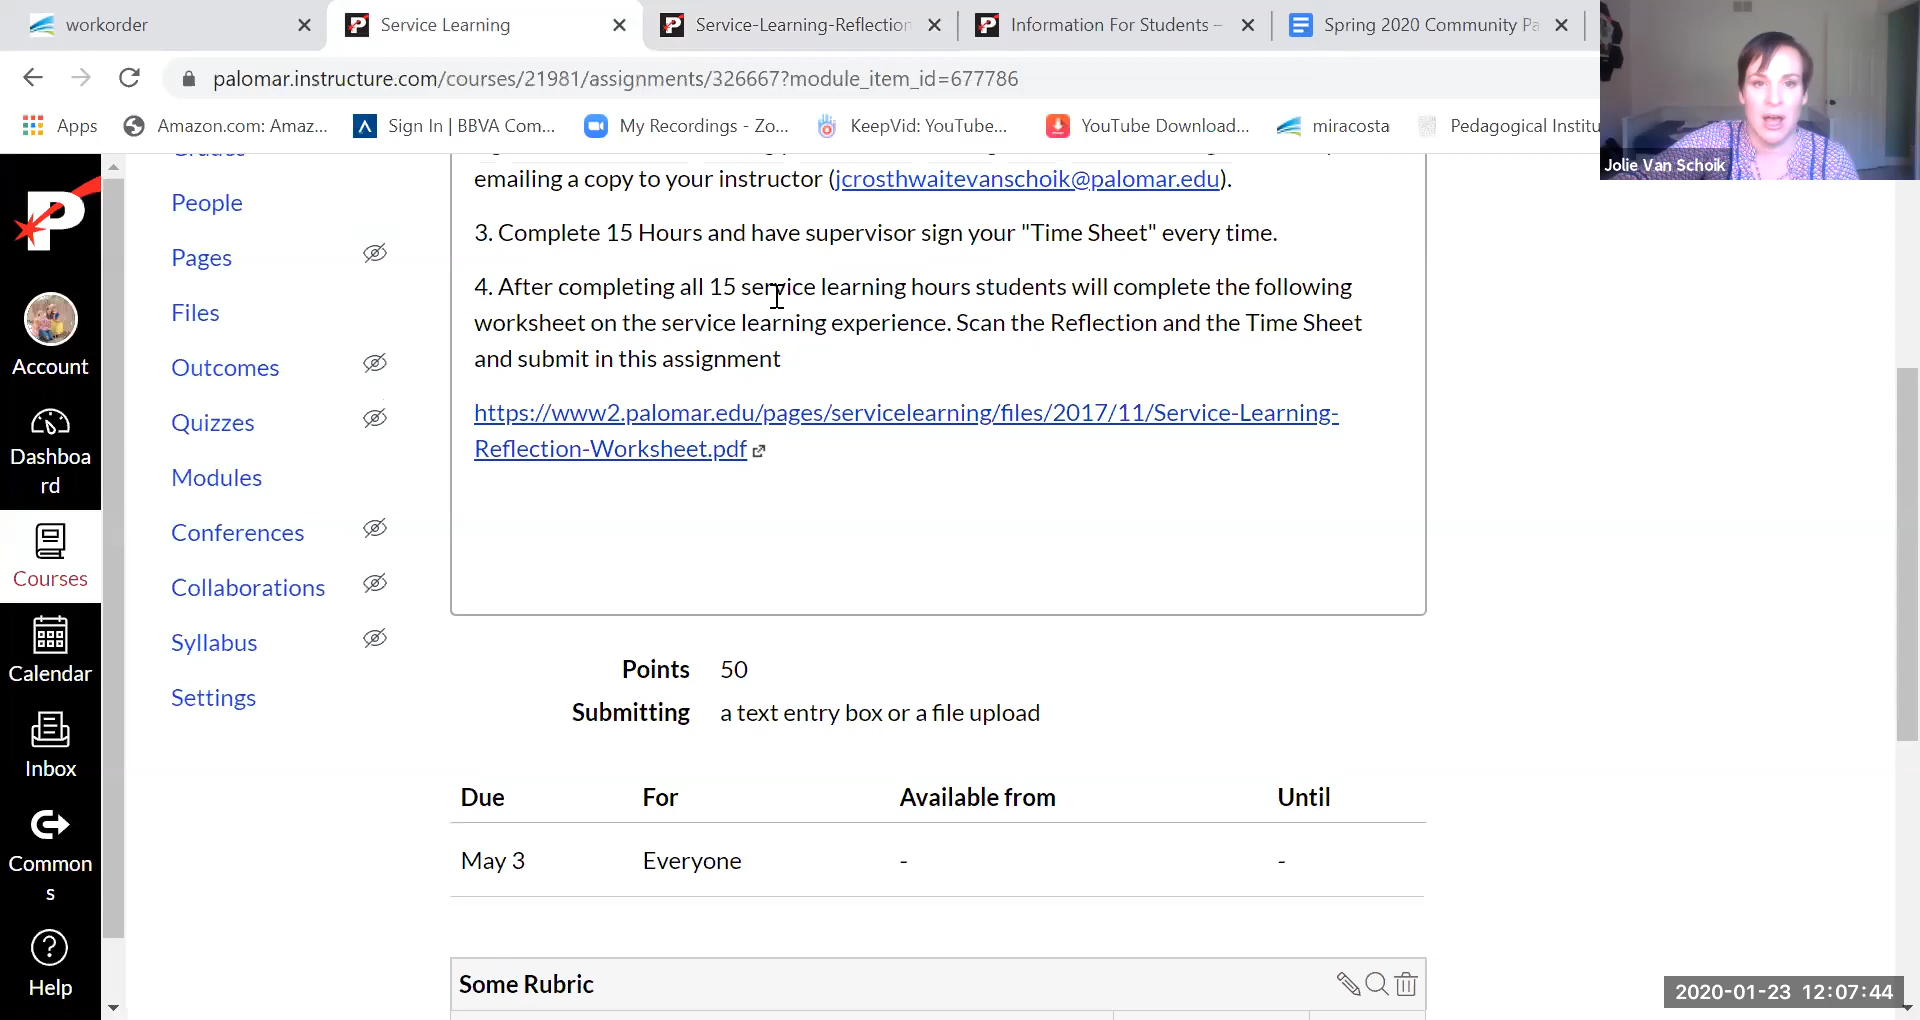 workorder
Service Learning
Service-Learning-Reflection
Information For Students –
Spring 2020 Community Pa
palomar.instructure.com/courses/21981/assignments/326667?module_item_id=677786
Apps
Amazon.com: Amaz...
Sign In | BBVA Com...
My Recordings - Zo...
KeepVid: YouTube...
YouTube Download...
miracosta
Pedagogical Institu
Jolie Van Schoik
P
Account
Dashboa
rd
Courses
Calendar
Inbox
Common
s
Help
Grades
People
Pages
Files
Outcomes
Quizzes
Modules
Conferences
Collaborations
Syllabus
Settings
emailing a copy to your instructor (jcrosthwaitevanschoik@palomar.edu).
3. Complete 15 Hours and have supervisor sign your "Time Sheet" every time.
4. After completing all 15 service learning hours students will complete the following
worksheet on the service learning experience. Scan the Reflection and the Time Sheet
and submit in this assignment
https://www2.palomar.edu/pages/servicelearning/files/2017/11/Service-Learning-
Reflection-Worksheet.pdf
Points 50
Submitting a text entry box or a file upload
Due For Available from Until
May 3 Everyone - -
Some Rubric
2020-01-23 12:07:44